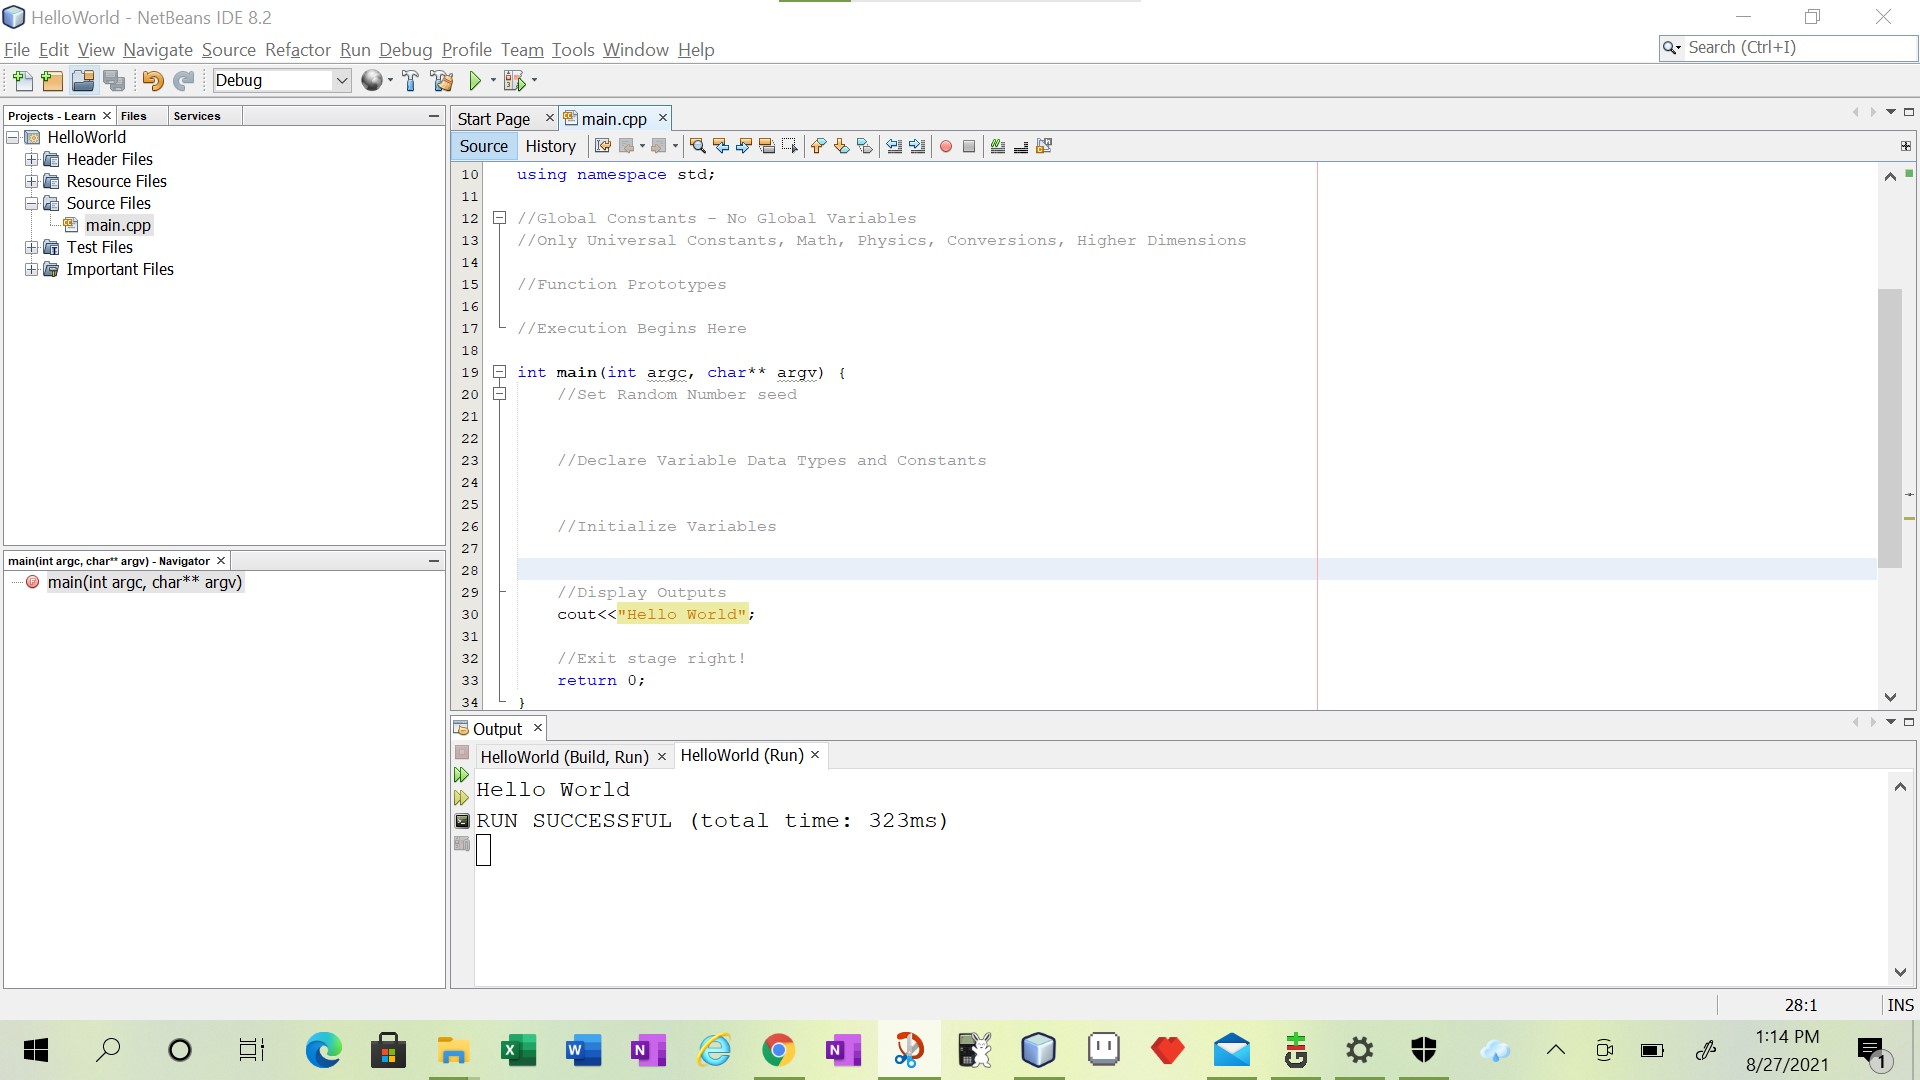 HelloWorld - NetBeans IDE 8.2
File Edit View Navigate Source Refactor Run Debug Profile Team Tools Window Help
Search (Ctrl+I)
Debug
Projects - Learn Files Services
HelloWorld
Header Files
Resource Files
Source Files
main.cpp
Test Files
Important Files
main(int argc, char** argv) - Navigator
main(int argc, char** argv)
Start Page main.cpp
Source History
10 using namespace std;
11
12 //Global Constants - No Global Variables
13 //Only Universal Constants, Math, Physics, Conversions, Higher Dimensions
14
15 //Function Prototypes
16
17 //Execution Begins Here
18
19 int main(int argc, char** argv) {
20 //Set Random Number seed
21
22
23 //Declare Variable Data Types and Constants
24
25
26 //Initialize Variables
27
28
29 //Display Outputs
30 cout<<"Hello World";
31
32 //Exit stage right!
33 return 0;
34 }
Output
HelloWorld (Build, Run) HelloWorld (Run)
Hello World
RUN SUCCESSFUL (total time: 323ms)
28:1 INS
1:14 PM
8/27/2021
1